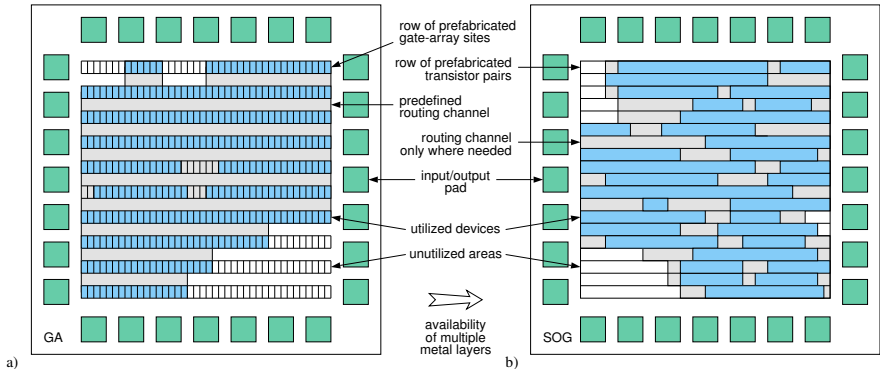 row of prefabricated
gate-array sites
row of prefabricated
transistor pairs
predefined
routing channel
routing channel
only where needed
input/output
pad
utilized devices
unutilized areas
availability
of multiple
metal layers
GA
SOG
a)
b)